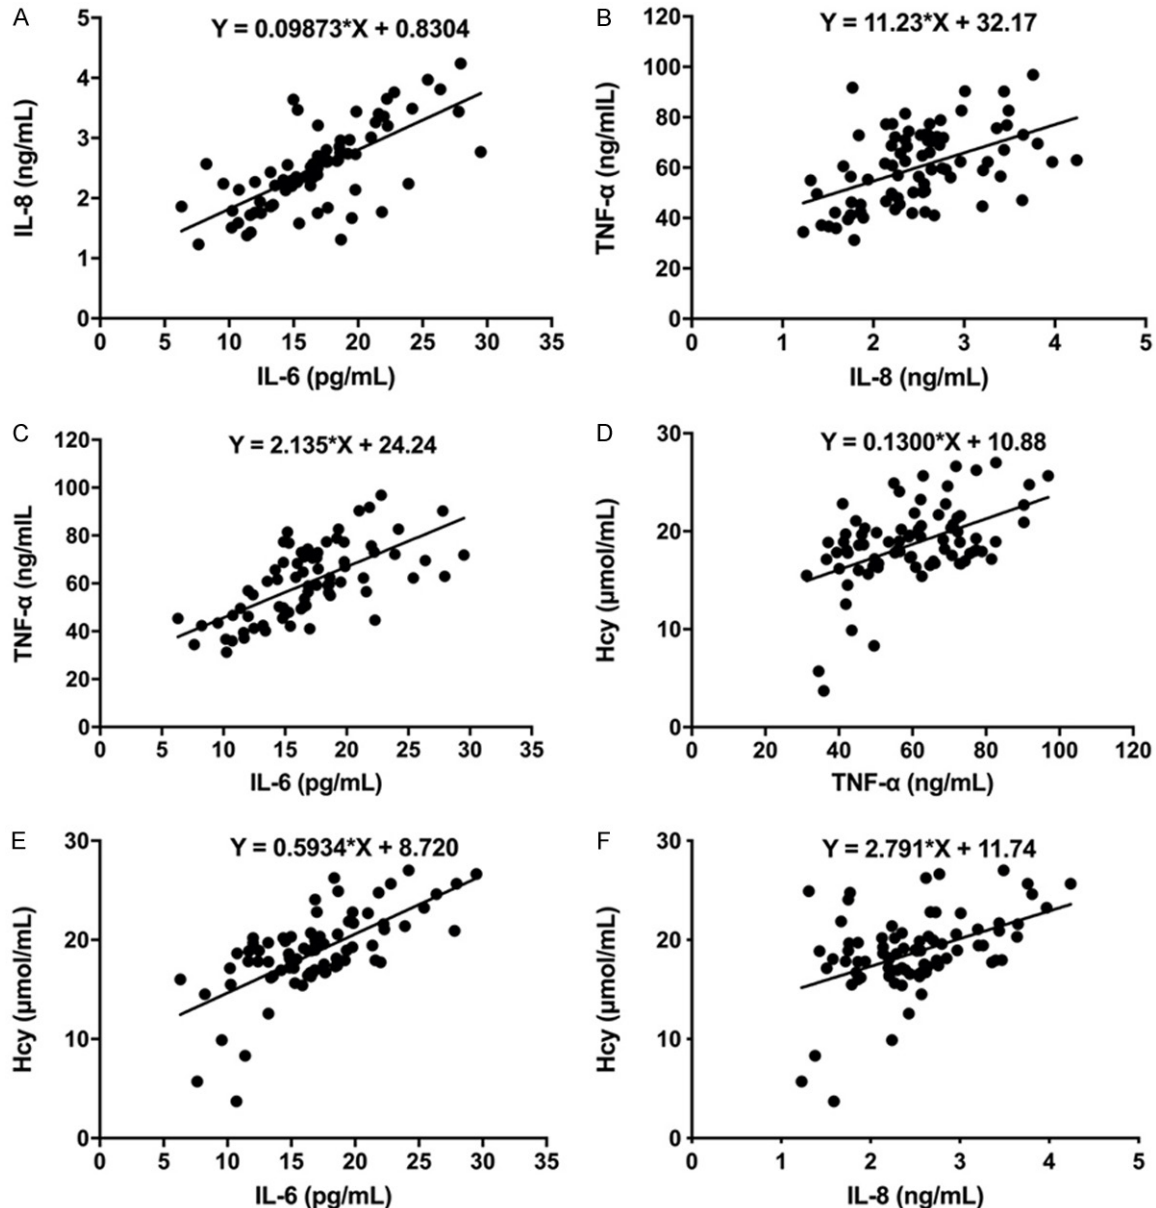 A
Y = 0.09873*X + 0.8304
IL-8 (ng/mL)
5
4
3
2
1
0
0 5 10 15 20 25 30 35
IL-6 (pg/mL)
B
Y = 11.23*X + 32.17
TNF-α (ng/mlL)
120
100
80
60
40
20
0
0 1 2 3 4 5
IL-8 (ng/mL)
C
Y = 2.135*X + 24.24
TNF-α (ng/mlL
120
100
80
60
40
20
0
0 5 10 15 20 25 30 35
IL-6 (pg/mL)
D
Y = 0.1300*X + 10.88
Hcy (μmol/mL)
30
20
10
0
0 20 40 60 80 100 120
TNF-α (ng/mL)
E
Y = 0.5934*X + 8.720
Hcy (μmol/mL)
30
20
10
0
0 5 10 15 20 25 30 35
IL-6 (pg/mL)
F
Y = 2.791*X + 11.74
Hcy (μmol/mL)
30
20
10
0
0 1 2 3 4 5
IL-8 (ng/mL)